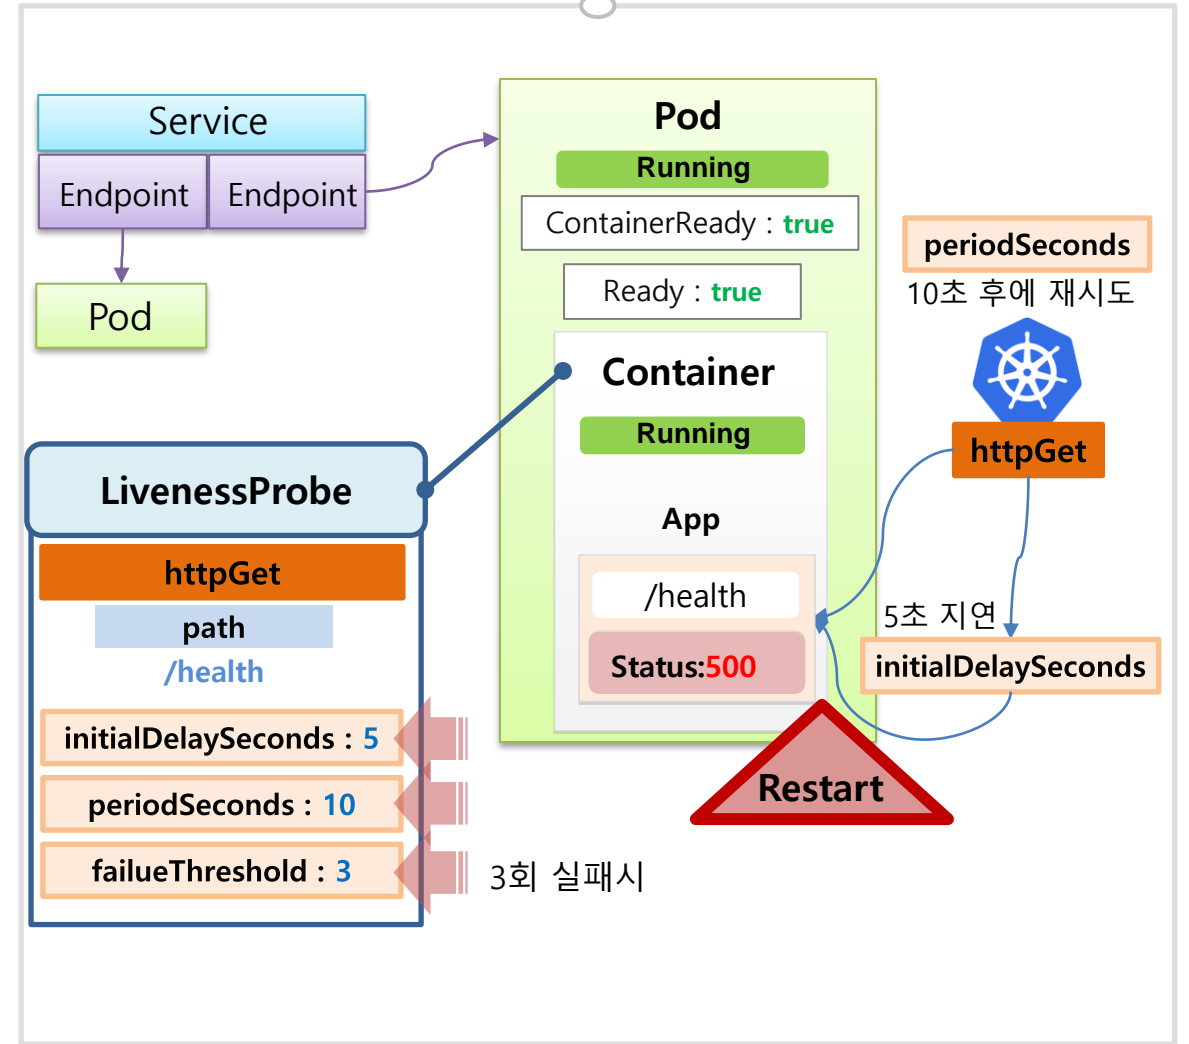 Service
Endpoint
Endpoint
Pod
Pod
Running
ContainerReady : true
Ready : true
Container
Running
App
/health
Status:500
Restart
periodSeconds
10초 후에 재시도
httpGet
5초 지연
initialDelaySeconds
LivenessProbe
httpGet
path
/health
initialDelaySeconds : 5
periodSeconds : 10
failueThreshold : 3
3회 실패시